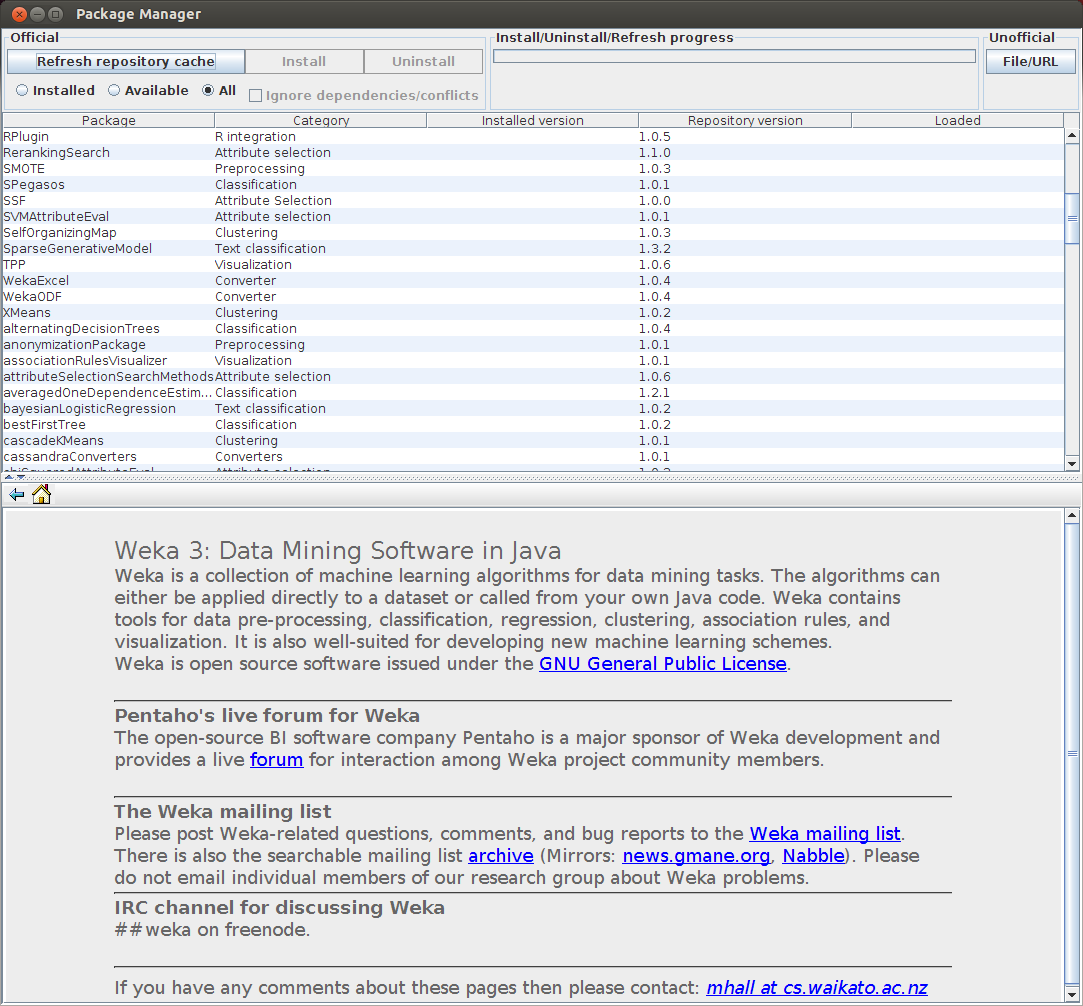 Package Manager
Official
Install/Uninstall/Refresh progress
Unofficial
Refresh repository cache Install Uninstall
File/URL
Installed Available All Ignore dependencies/conflicts
Package Category Installed version Repository version Loaded
RPlugin R integration 1.0.5
RerankingSearch Attribute selection 1.1.0
SMOTE Preprocessing 1.0.3
SPegasos Classification 1.0.1
SSF Attribute Selection 1.0.0
SVMAttributeEval Attribute selection 1.0.1
SelfOrganizingMap Clustering 1.0.3
SparseGenerativeModel Text classification 1.3.2
TPP Visualization 1.0.6
WekaExcel Converter 1.0.4
WekaODF Converter 1.0.4
XMeans Clustering 1.0.2
alternatingDecisionTrees Classification 1.0.4
anonymizationPackage Preprocessing 1.0.1
associationRulesVisualizer Visualization 1.0.1
attributeSelectionSearchMethods Attribute selection 1.0.6
averagedOneDependenceEstim... Classification 1.2.1
bayesianLogisticRegression Text classification 1.0.2
bestFirstTree Classification 1.0.2
cascadeKMeans Clustering 1.0.1
cassandraConverters Converters 1.0.1
chiSquaredAttributeEval Attribute selection
Weka 3: Data Mining Software in Java
Weka is a collection of machine learning algorithms for data mining tasks. The algorithms can
either be applied directly to a dataset or called from your own Java code. Weka contains
tools for data pre-processing, classification, regression, clustering, association rules, and
visualization. It is also well-suited for developing new machine learning schemes.
Weka is open source software issued under the GNU General Public License.
Pentaho's live forum for Weka
The open-source BI software company Pentaho is a major sponsor of Weka development and
provides a live forum for interaction among Weka project community members.
The Weka mailing list
Please post Weka-related questions, comments, and bug reports to the Weka mailing list.
There is also the searchable mailing list archive (Mirrors: news.gmane.org, Nabble). Please
do not email individual members of our research group about Weka problems.
IRC channel for discussing Weka
##weka on freenode.
If you have any comments about these pages then please contact: mhall at cs.waikato.ac.nz